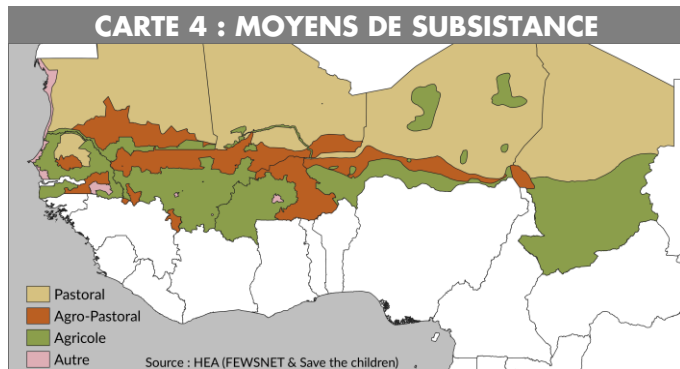 CARTE 4 : MOYENS DE SUBSISTANCE
Pastoral
Agro-Pastoral
Agricole
Autre
Source : HEA (FEWSNET & Save the children)